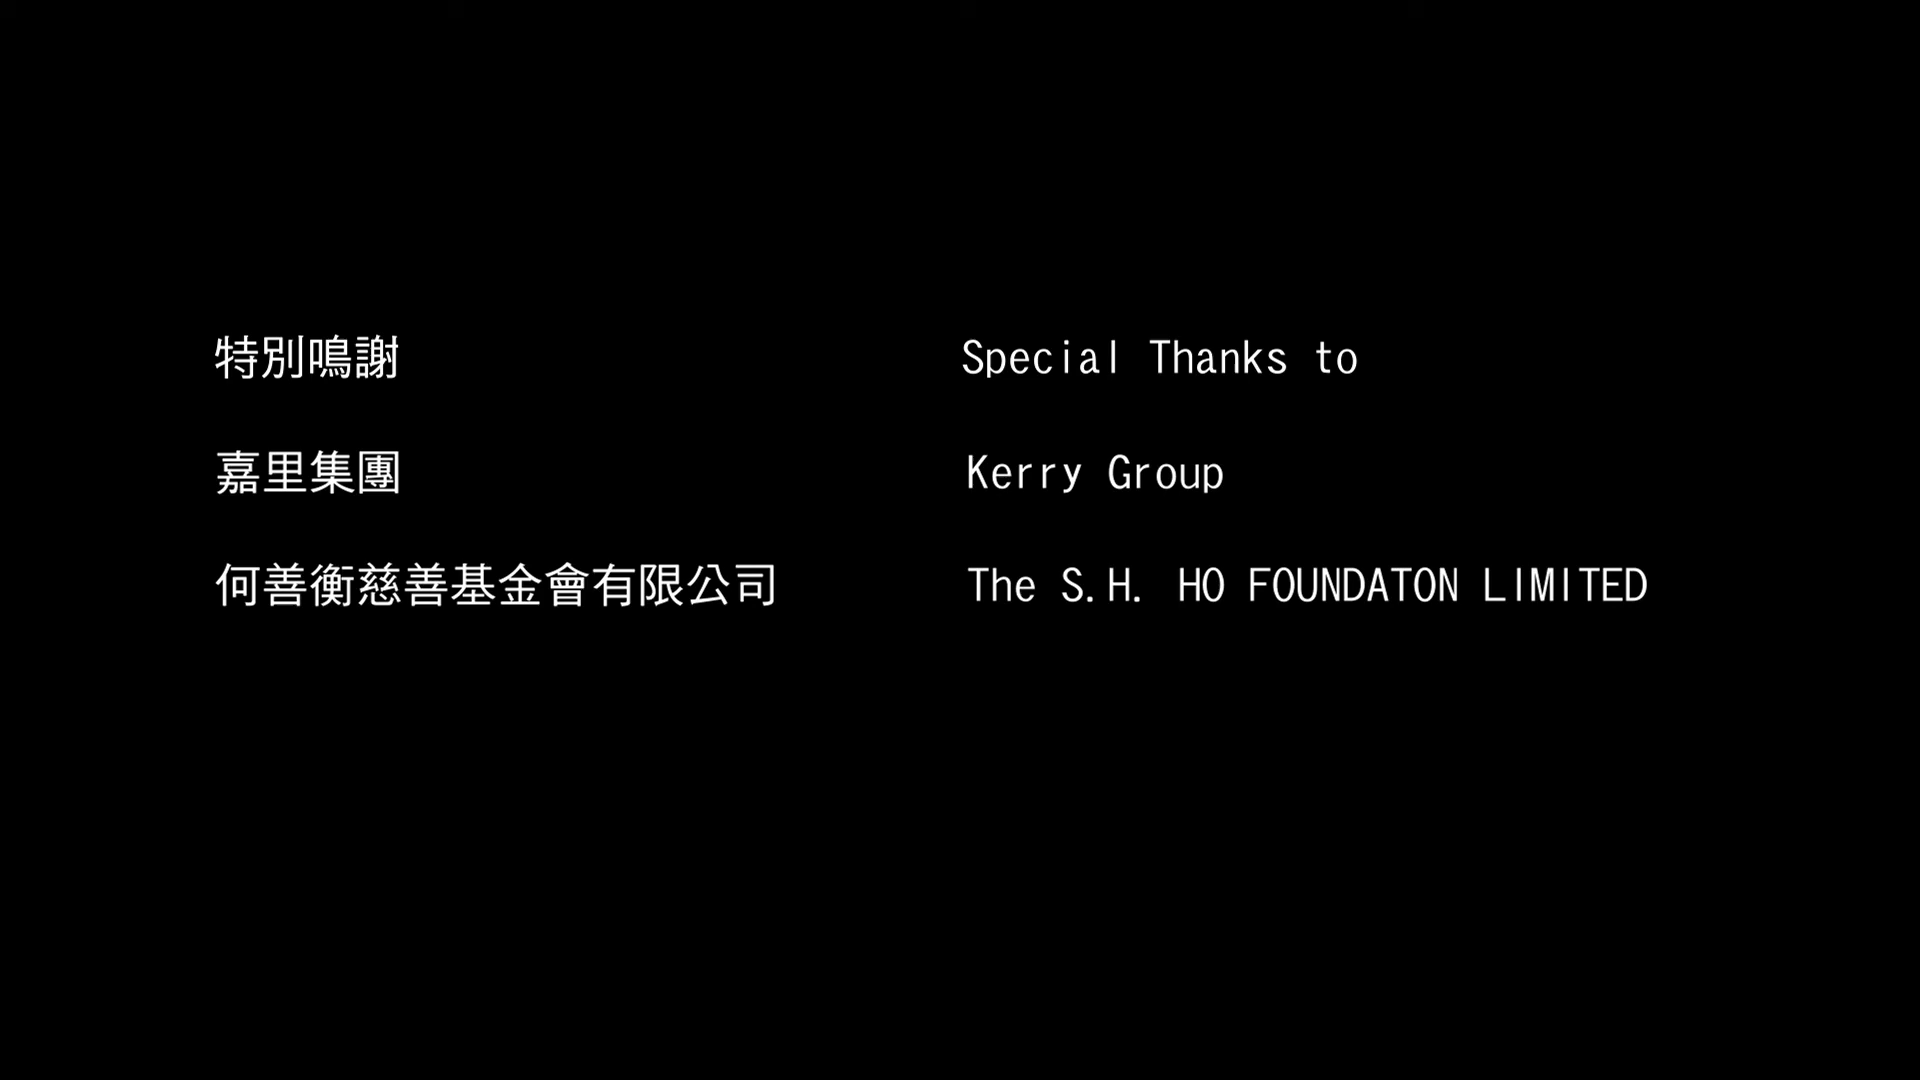 特別鳴謝 Special Thanks to
嘉里集團 Kerry Group
何善衡慈善基金會有限公司 The S.H. HO FOUNDATON LIMITED